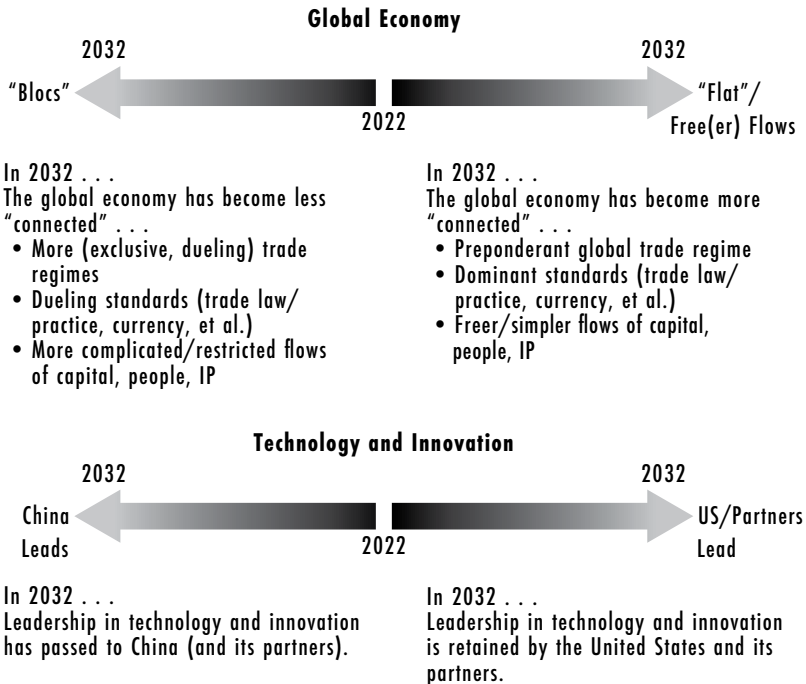 Global Economy
2032
2032
“Blocs”
“Flat”/
Free(er) Flows
2022
In 2032 . . .
The global economy has become less
“connected” . . .
• More (exclusive, dueling) trade
regimes
• Dueling standards (trade law/
practice, currency, et al.)
• More complicated/restricted flows
of capital, people, IP
In 2032 . . .
The global economy has become more
“connected” . . .
• Preponderant global trade regime
• Dominant standards (trade law/
practice, currency, et al.)
• Freer/simpler flows of capital,
people, IP
Technology and Innovation
2032
2032
China
Leads
US/Partners
Lead
2022
In 2032 . . .
Leadership in technology and innovation
has passed to China (and its partners).
In 2032 . . .
Leadership in technology and innovation
is retained by the United States and its
partners.